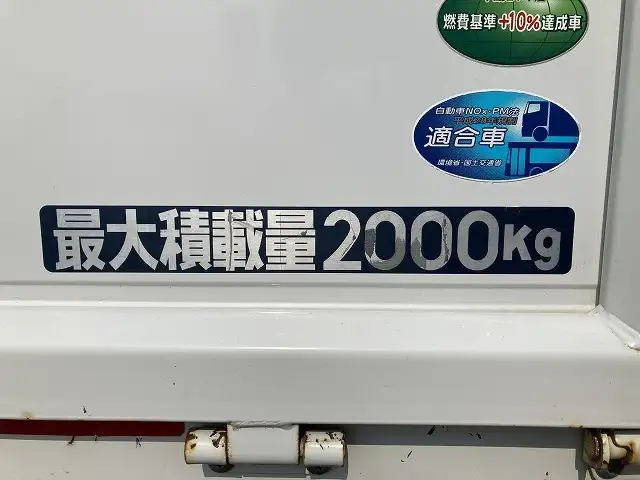 燃費基準+10%達成車
自動車NOx・PM法
適合車
環境省・国土交通省
最大積載量2000Kg